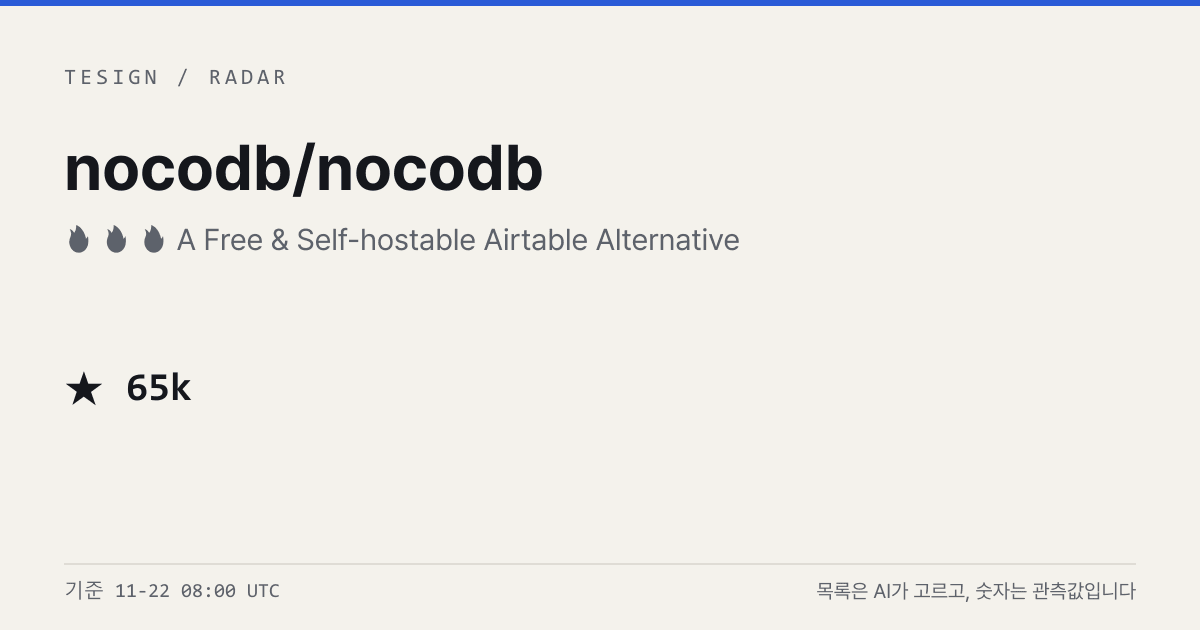 TESIGN / RADAR
nocodb/nocodb
🔥 🔥 🔥 A Free & Self-hostable Airtable Alternative
★ 65k
기준 11-22 08:00 UTC
목록은 AI가 고르고, 숫자는 관측값입니다